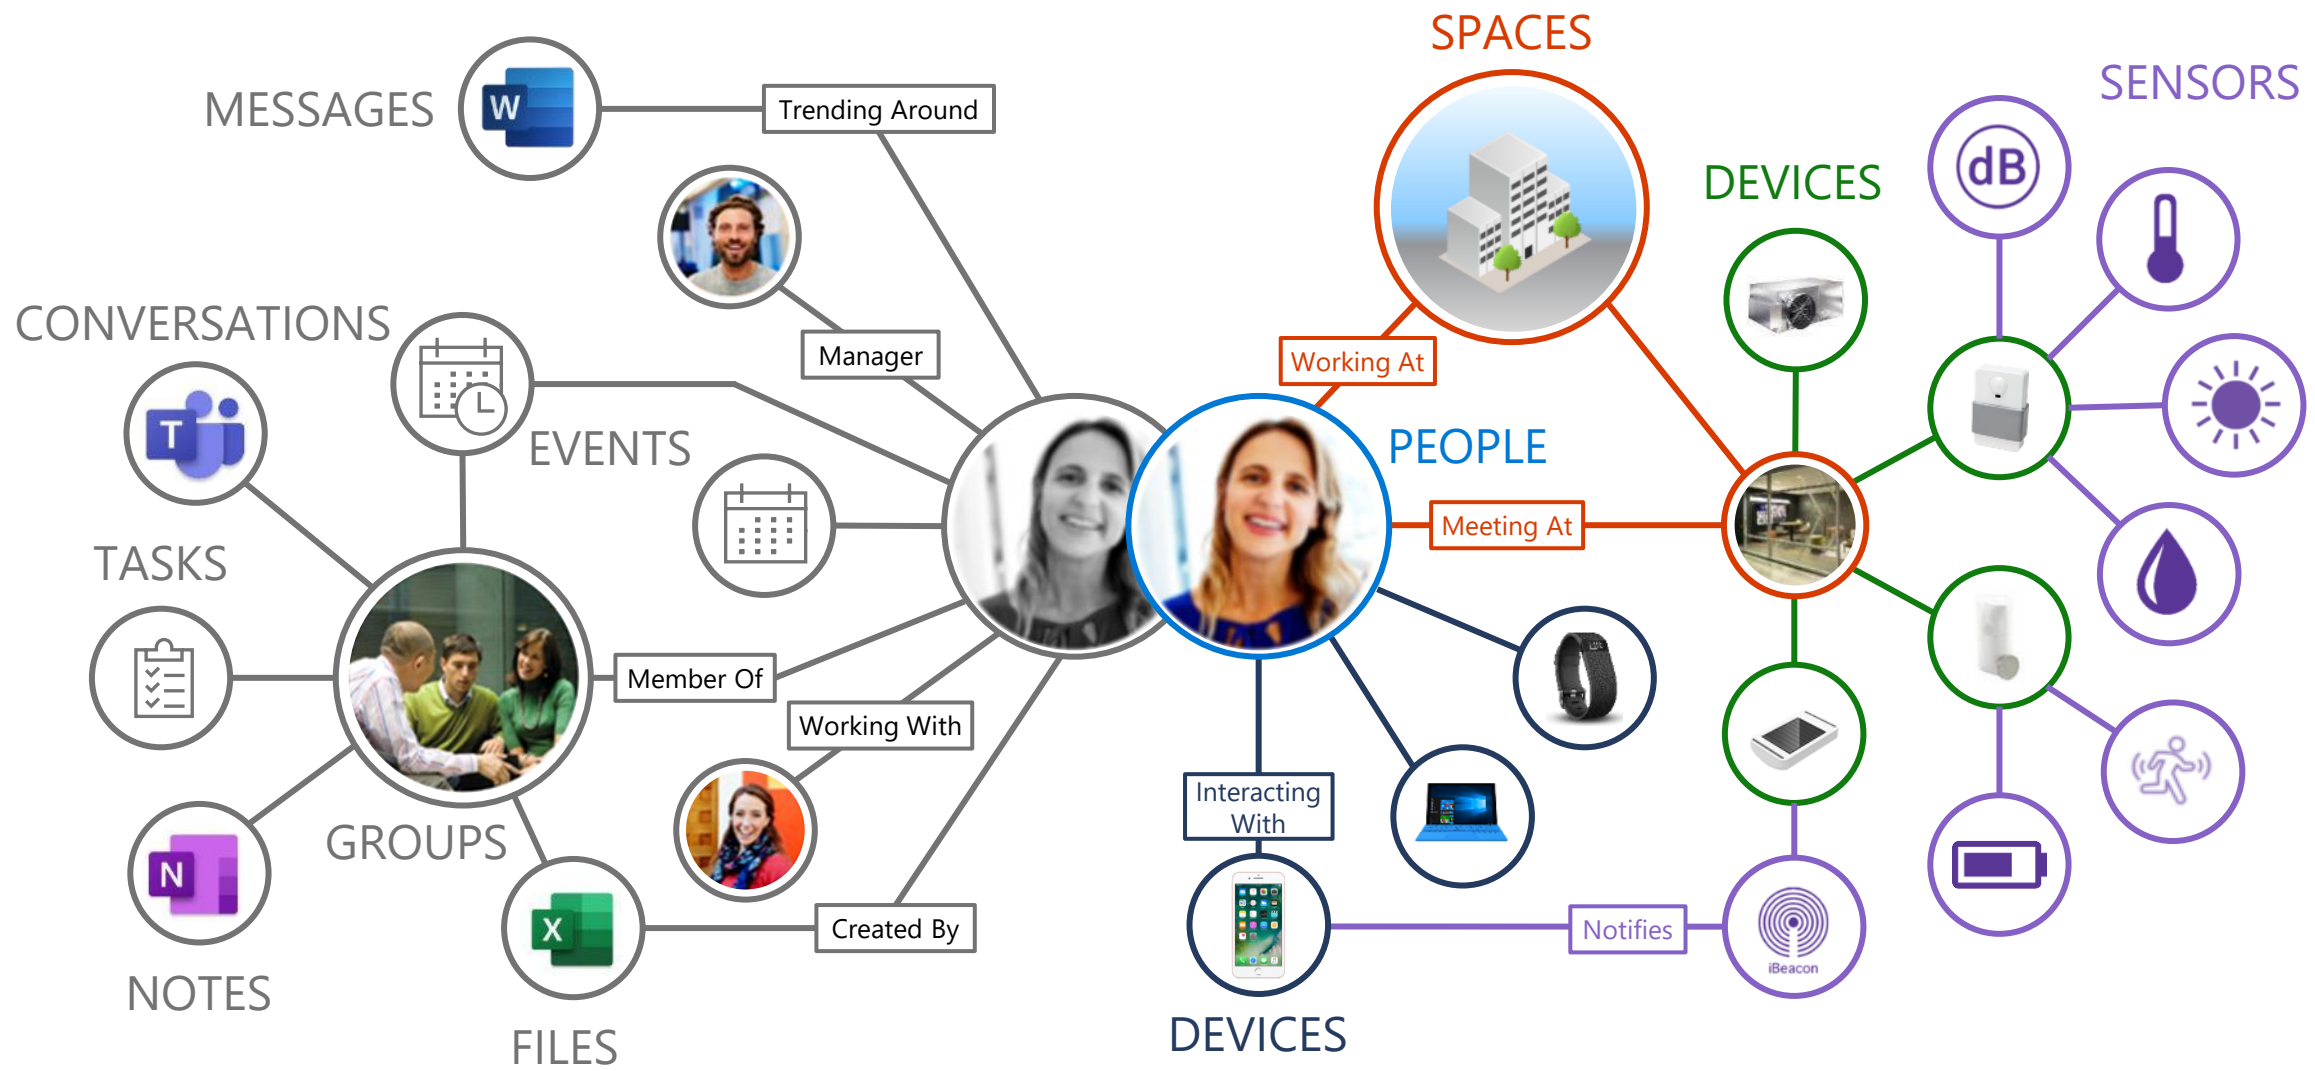 SPACES
SENSORS
MESSAGES
W
Trending Around
dB
DEVICES
CONVERSATIONS
Manager
Working At
T
EVENTS
PEOPLE
TASKS
Meeting At
Member Of
Working With
Interacting
With
GROUPS
N
X
Created By
Notifies
iBeacon
NOTES
DEVICES
FILES